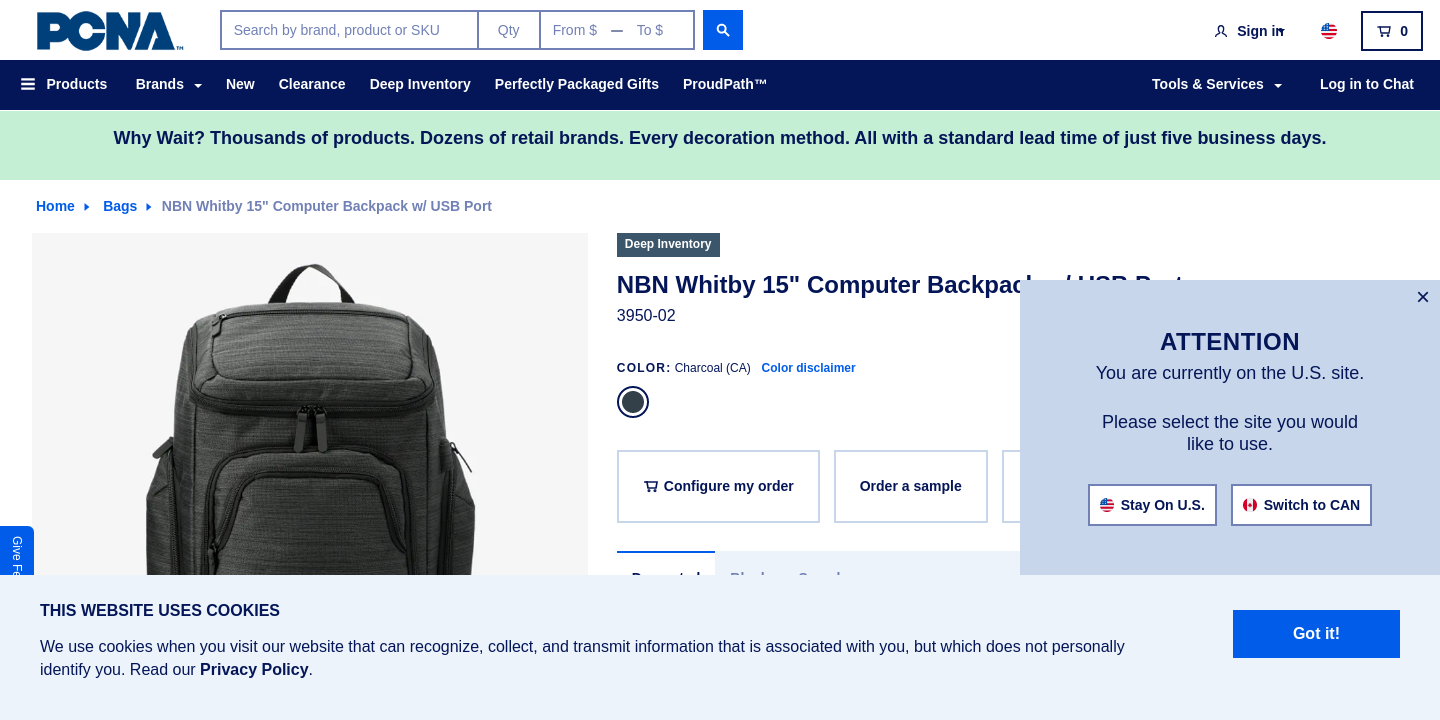 PCNA™
Search by brand, product or SKU
Qty
From $ — To $
Sign in
0
Products
Brands
New
Clearance
Deep Inventory
Perfectly Packaged Gifts
ProudPath™
Tools & Services
Log in to Chat
Why Wait? Thousands of products. Dozens of retail brands. Every decoration method. All with a standard lead time of just five business days.
Home Bags NBN Whitby 15" Computer Backpack w/ USB Port
Deep Inventory
NBN Whitby 15" Computer Backpack w/ USB Port
3950-02
COLOR: Charcoal (CA) Color disclaimer
Configure my order
Order a sample
×
ATTENTION
You are currently on the U.S. site.
Please select the site you would
like to use.
Stay On U.S.
Switch to CAN
Give
THIS WEBSITE USES COOKIES
We use cookies when you visit our website that can recognize, collect, and transmit information that is associated with you, but which does not personally
identify you. Read our Privacy Policy.
Got it!